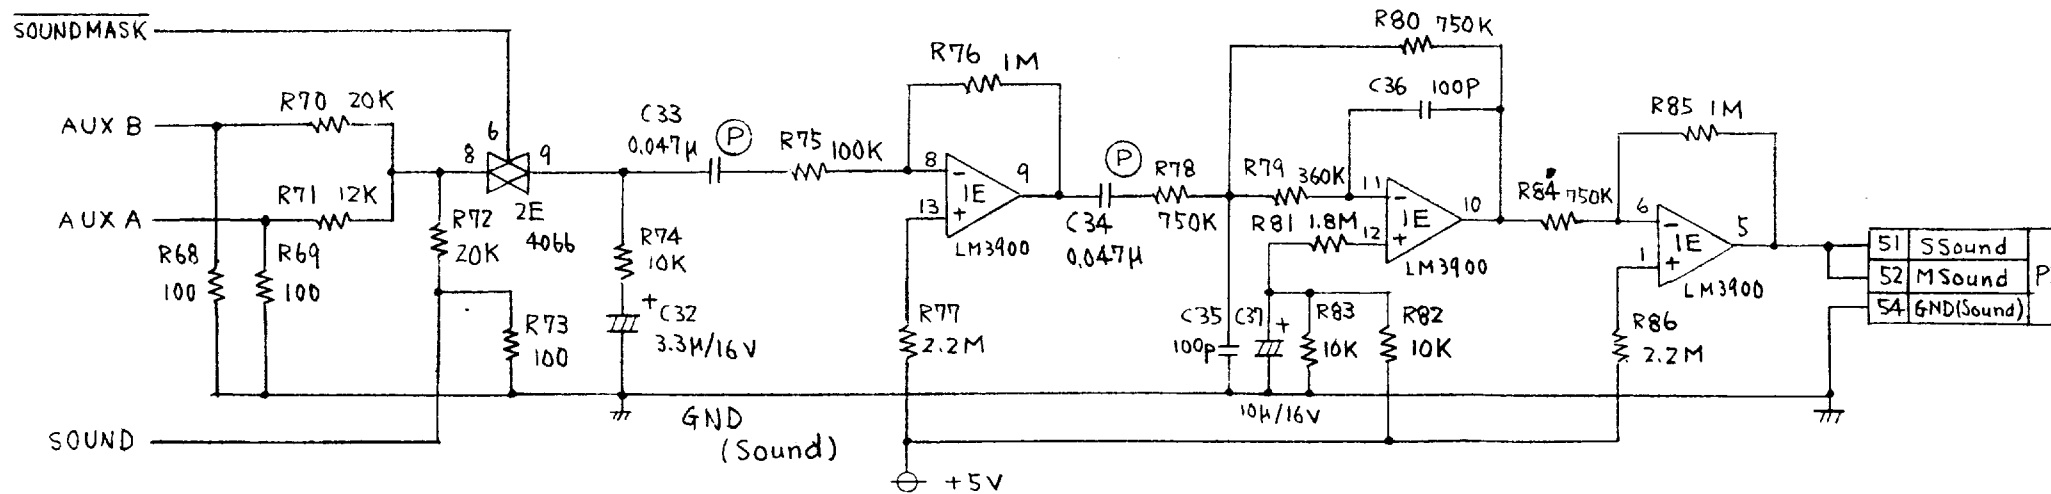 SOUNDMASK
AUX B
AUX A
SOUND
R70 20K
R71 12K
R68
100
R69
100
R72
20K
R73
100
6
8
9
2E
4066
C33
0.047μ
P
R74
10K
+
C32
3.3μ/16V
GND
(Sound)
R75 100K
R76 1M
8
9
13
-
+
1E
LM3900
R77
2.2M
+5V
P
C34
0.047μ
R78
750K
R79 360K
R80 750K
C36 100P
R81 1.8M
11
10
12
-
+
1E
LM3900
C35
100p
C37
+
10μ/16V
R83
10K
R82
10K
R84 750K
R85 1M
6
5
1
-
+
1E
LM3900
R86
2.2M
51 SSound
52 MSound
54 GND(Sound)
P